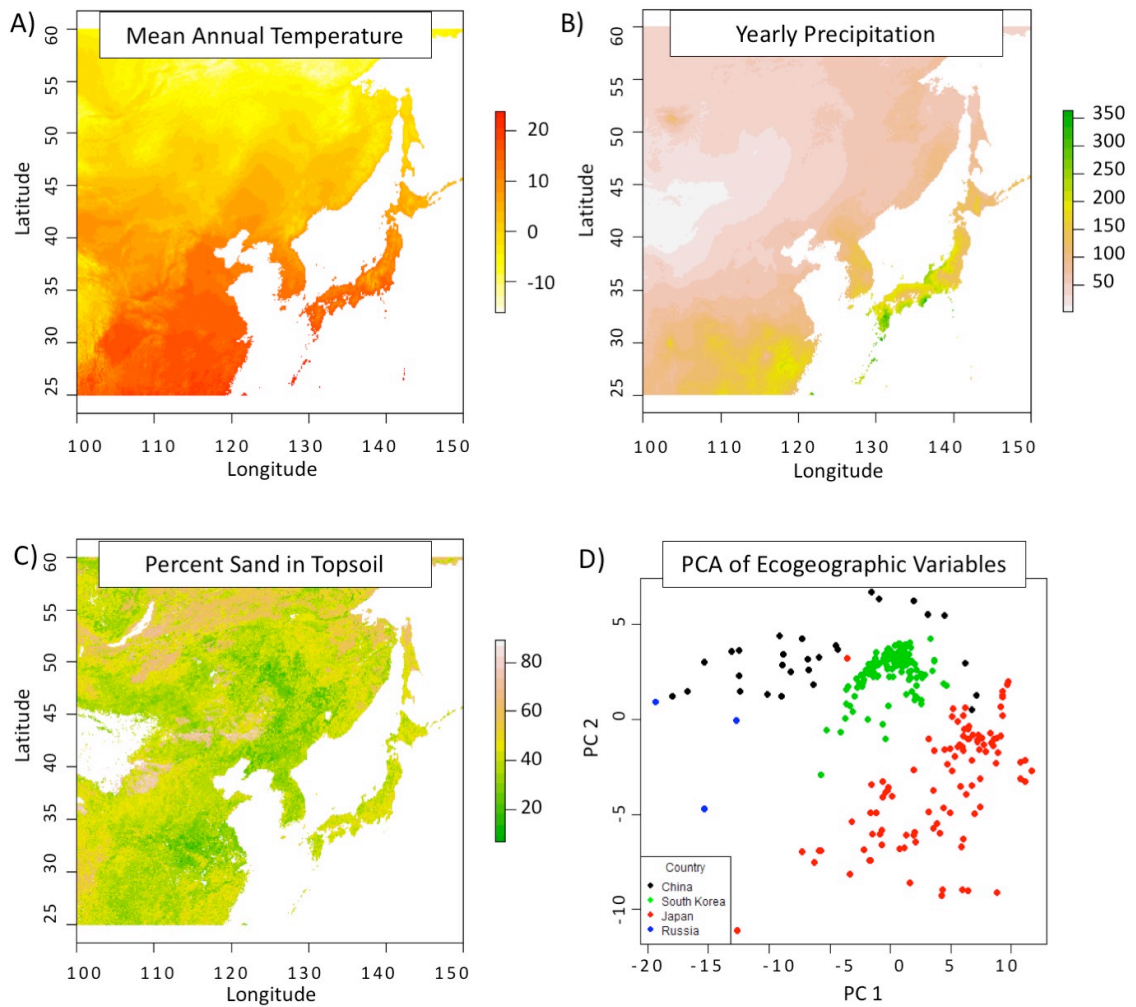 A)
Mean Annual Temperature
Latitude
60
55
50
45
40
35
30
25
100 110 120 130 140 150
Longitude
20
10
0
-10
B)
Yearly Precipitation
Latitude
60
55
50
45
40
35
30
25
100 110 120 130 140 150
Longitude
350
300
250
200
150
100
50
C)
Percent Sand in Topsoil
Latitude
60
55
50
45
40
35
30
25
100 110 120 130 140 150
Longitude
80
60
40
20
D)
PCA of Ecogeographic Variables
PC 2
5
0
-5
-10
Country
China
South Korea
Japan
Russia
-20 -15 -10 -5 0 5 10
PC 1